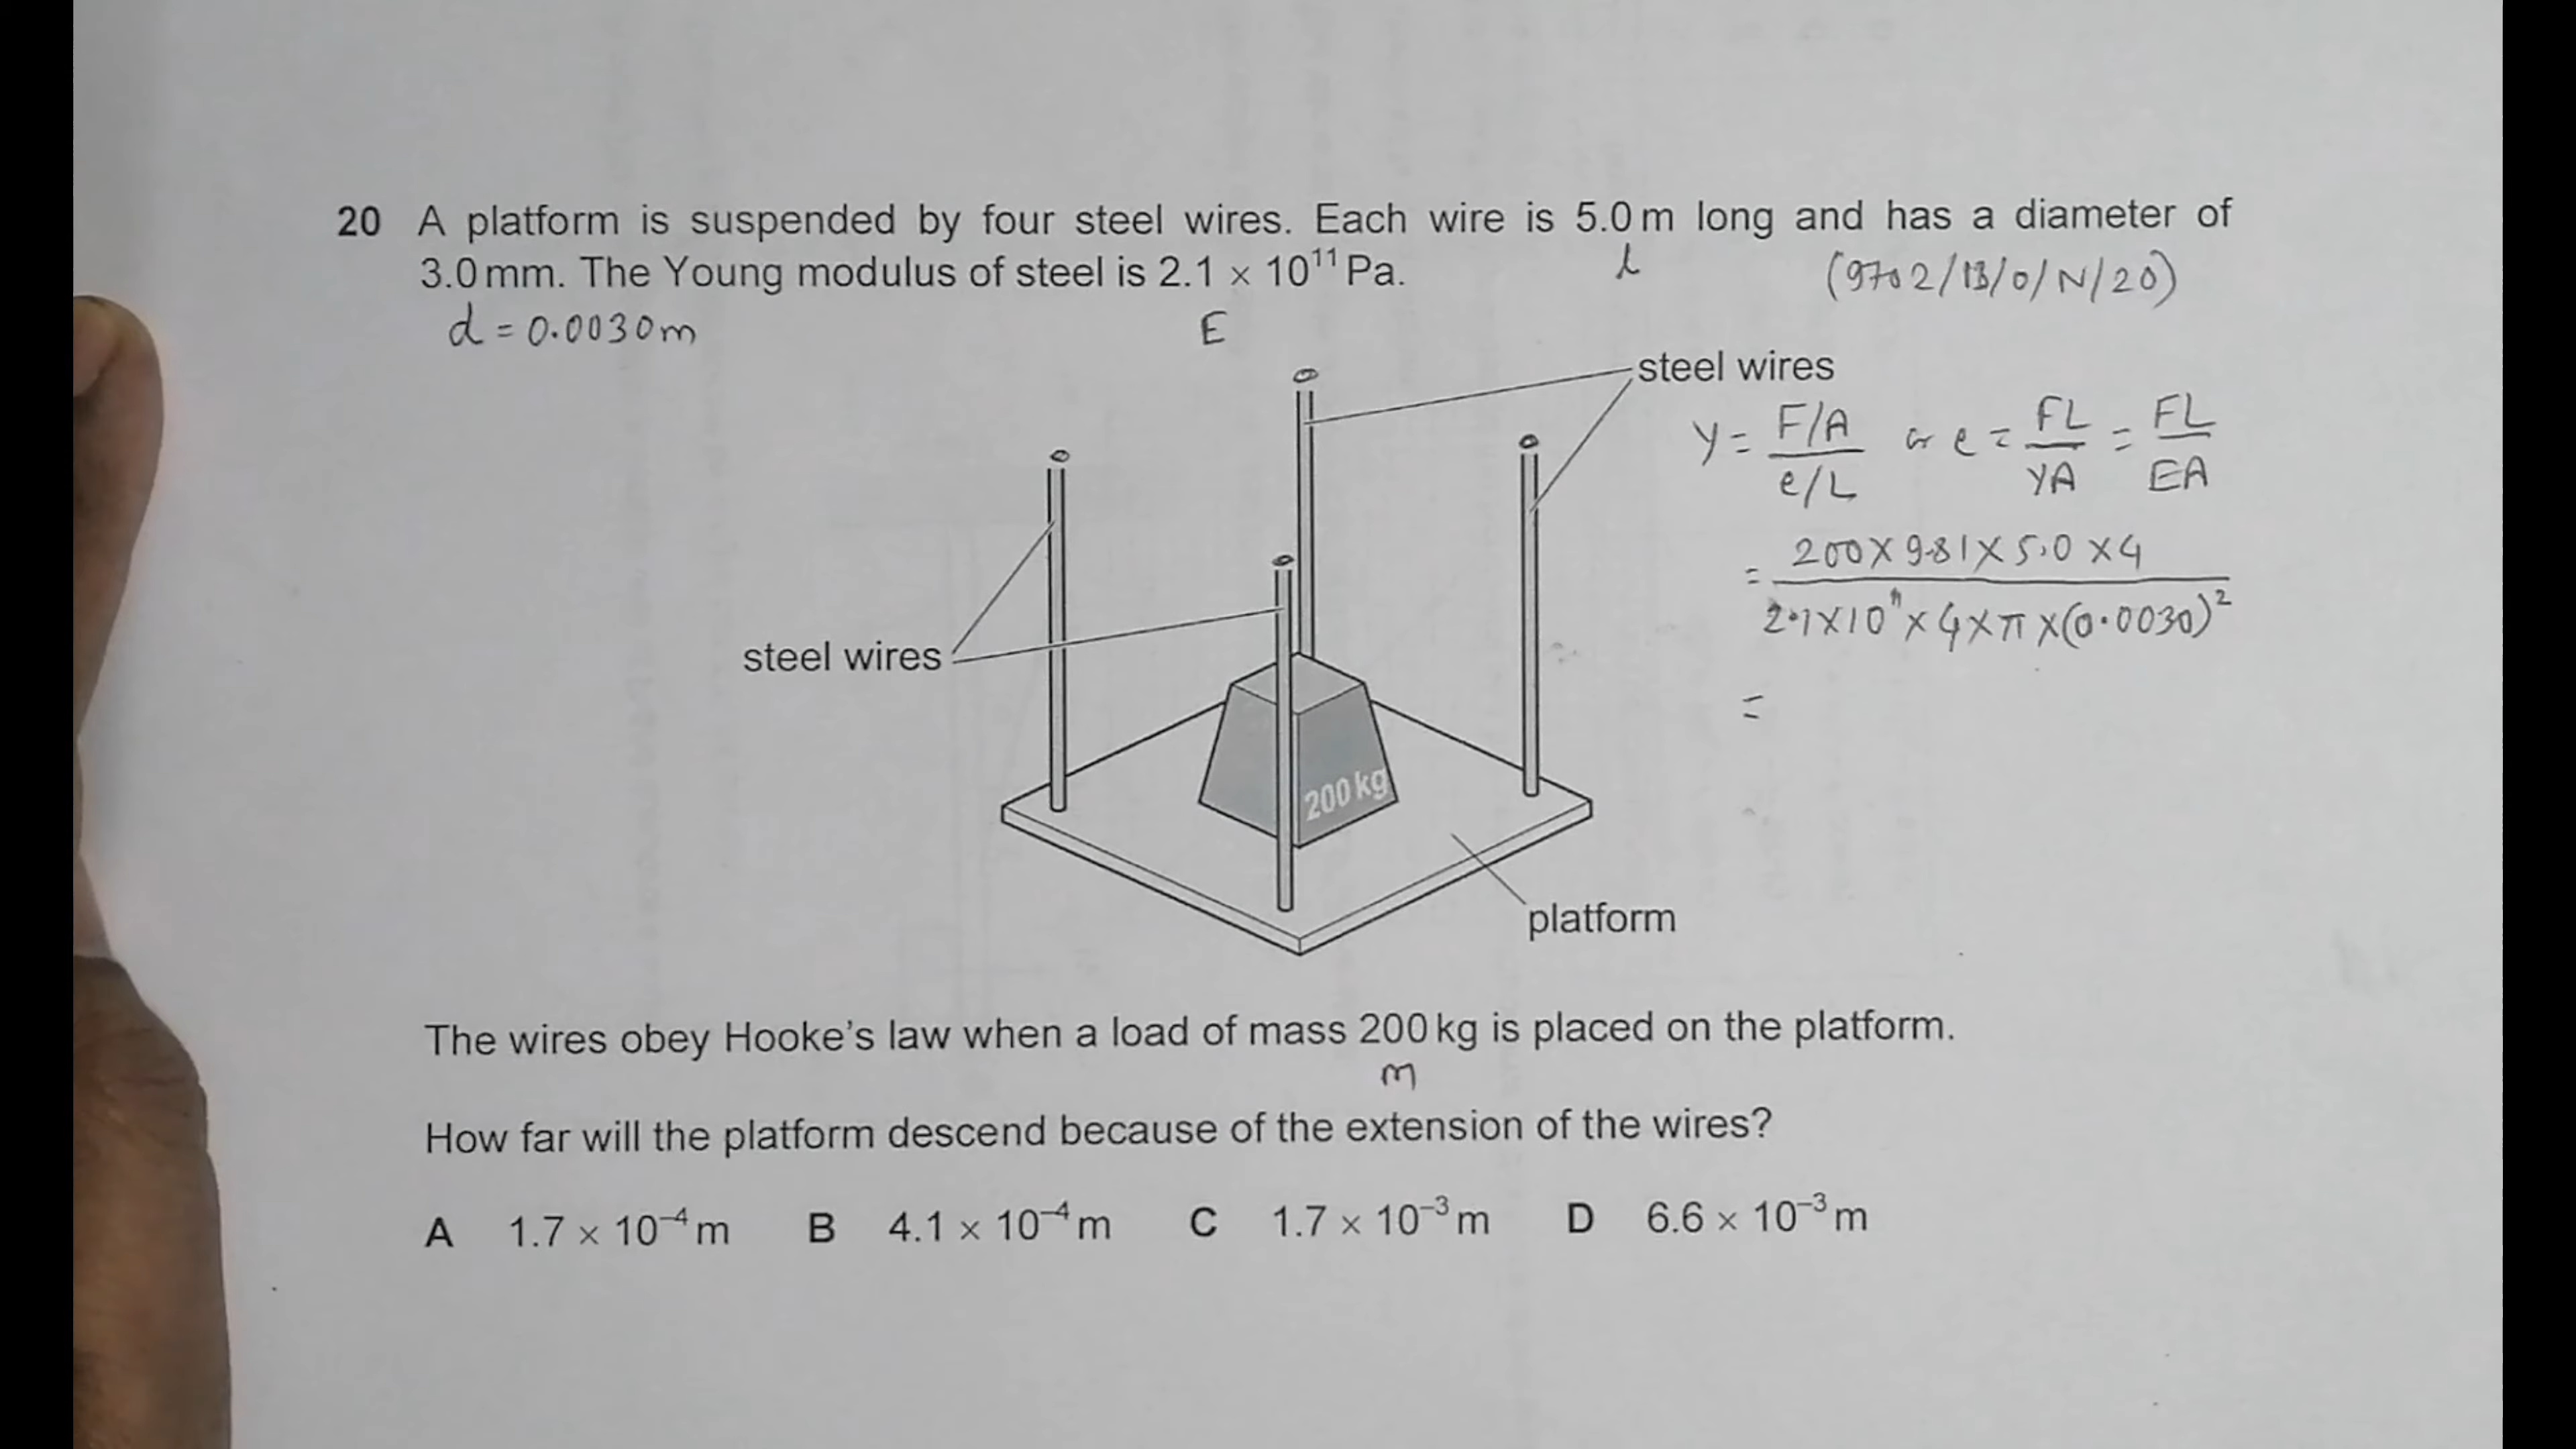 20 A platform is suspended by four steel wires. Each wire is 5.0 m long and has a diameter of
3.0 mm. The Young modulus of steel is 2.1 × 10¹¹ Pa.
l
(9702/13/O/N/20)
d = 0.0030m
E
steel wires
Y = F/A / e/L or e = FL / YA = FL / EA
= 200 X 9.81 X 5.0 X 4 / 2.1X10¹¹ X 4 X π X (0.0030)²
=
steel wires
200 kg
platform
The wires obey Hooke's law when a load of mass 200 kg is placed on the platform.
m
How far will the platform descend because of the extension of the wires?
A 1.7 × 10⁻⁴ m B 4.1 × 10⁻⁴ m C 1.7 × 10⁻³ m D 6.6 × 10⁻³ m